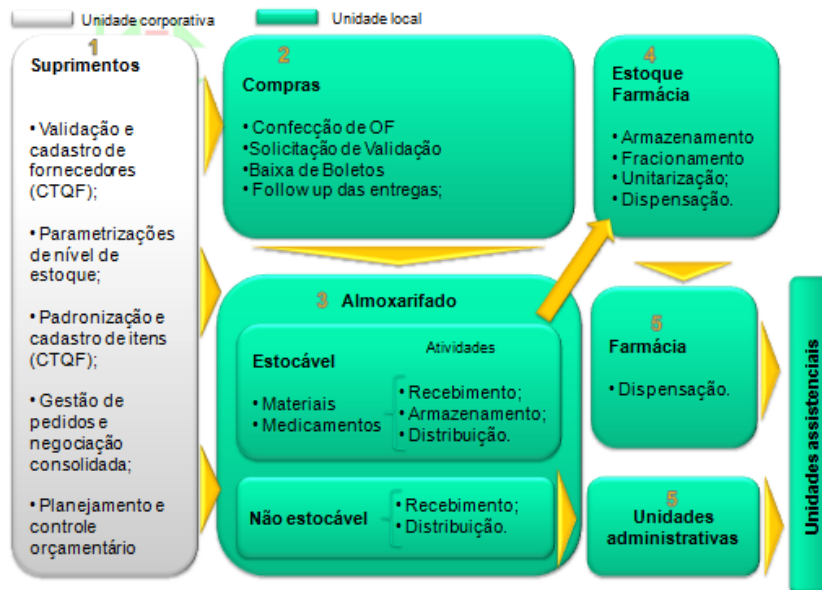 Unidade corporativa
Unidade local
1
Suprimentos
• Validação e
cadastro de
fornecedores
(CTQF);
• Parametrizações
de nível de
estoque;
• Padronização e
cadastro de itens
(CTQF);
• Gestão de
pedidos e
negociação
consolidada;
• Planejamento e
controle
orçamentário
2
Compras
• Confecção de OF
• Solicitação de Validação
• Baixa de Boletos
• Follow up das entregas;
3 Almoxarifado
Estocável
Atividades
• Materiais
• Medicamentos
• Recebimento;
• Armazenamento;
• Distribuição.
Não estocável
• Recebimento;
• Distribuição.
4
Estoque
Farmácia
• Armazenamento
• Fracionamento
• Unitarização;
• Dispensação.
5
Farmácia
• Dispensação.
5
Unidades
administrativas
Unidades assistenciais